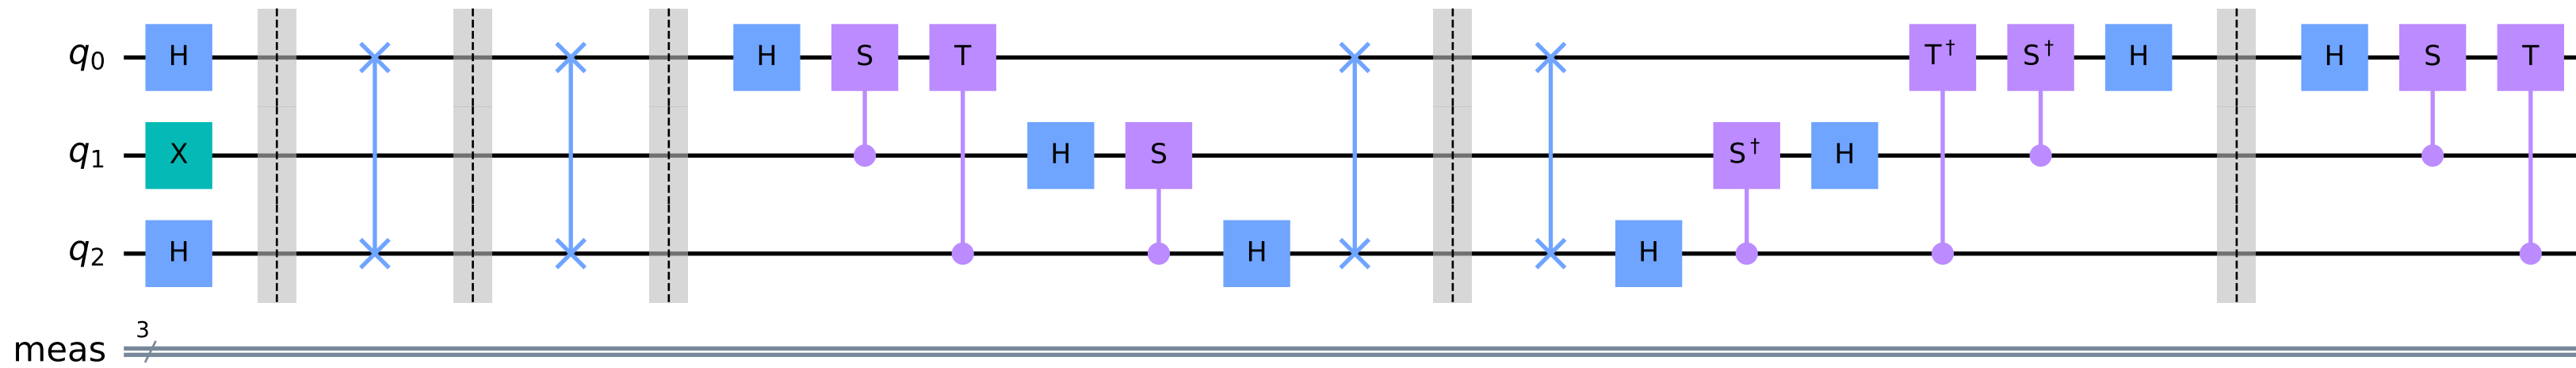 q0 H H S T T† S† H H S T
q1 X H S S† H
q2 H H H
meas 3